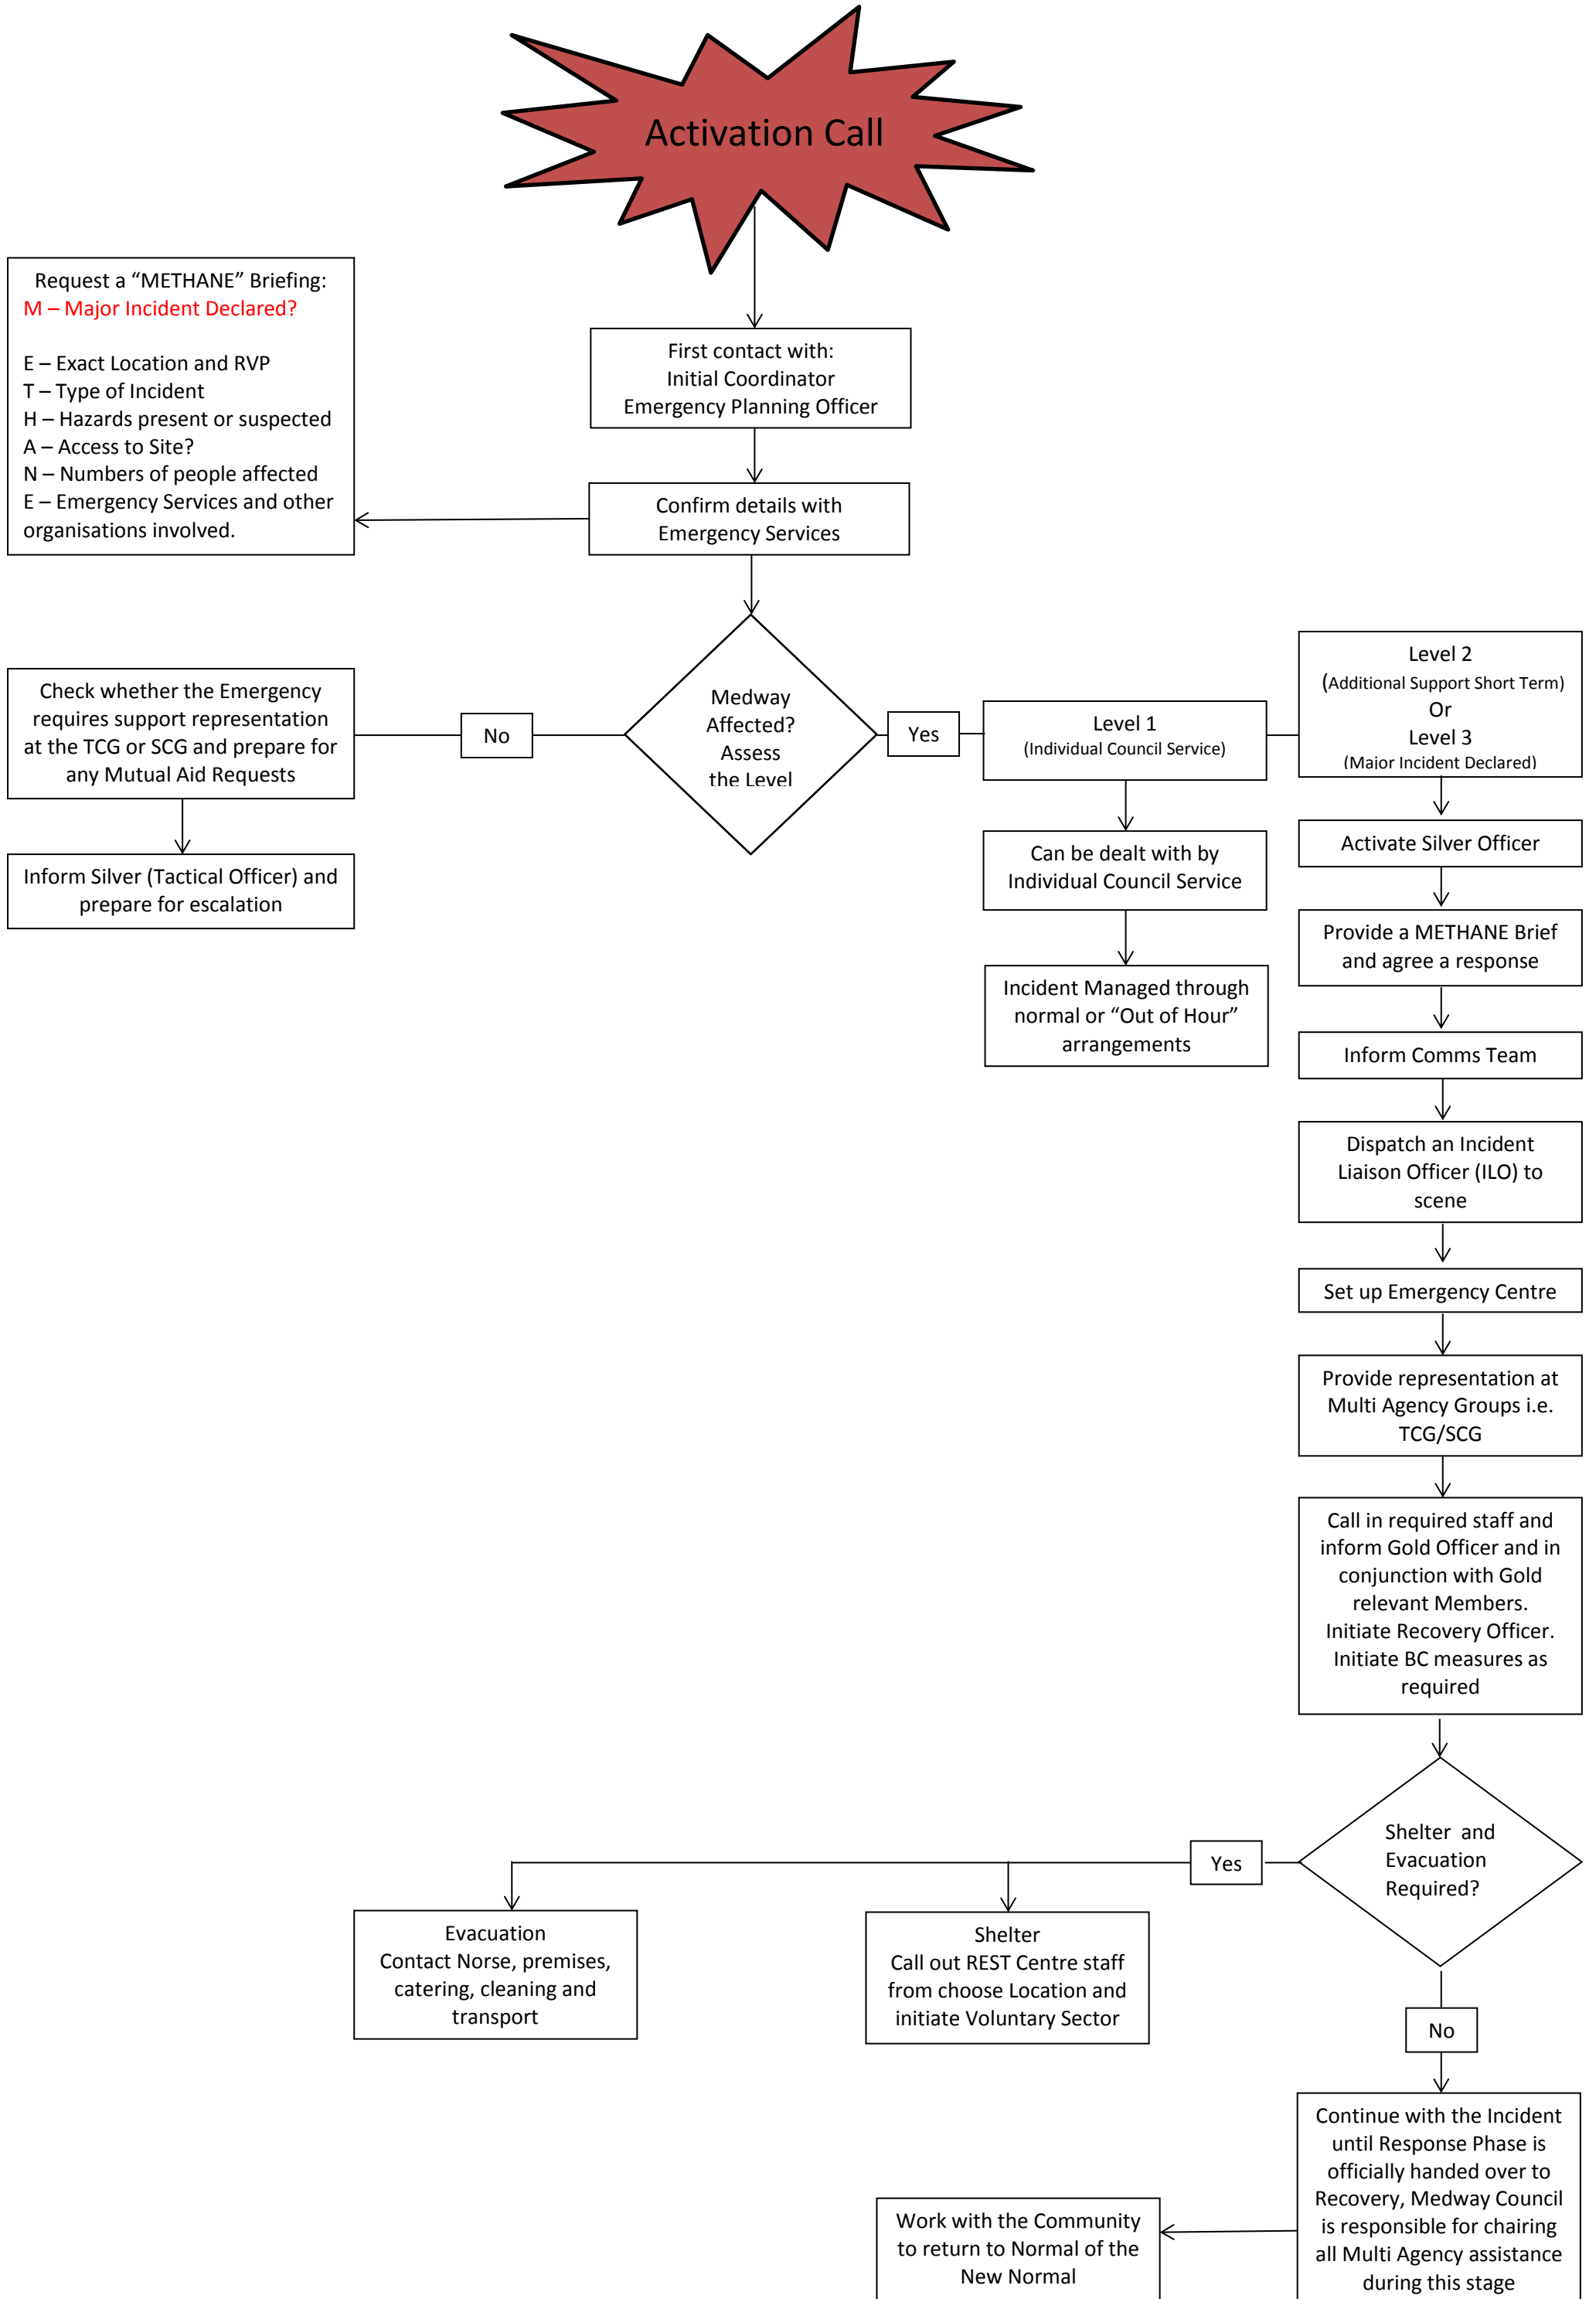 Activation Call
Request a “METHANE” Briefing:
M – Major Incident Declared?
E – Exact Location and RVP
T – Type of Incident
H – Hazards present or suspected
A – Access to Site?
N – Numbers of people affected
E – Emergency Services and other
organisations involved.
First contact with:
Initial Coordinator
Emergency Planning Officer
Confirm details with
Emergency Services
Medway
Affected?
Assess
the Level
No
Check whether the Emergency
requires support representation
at the TCG or SCG and prepare for
any Mutual Aid Requests
Inform Silver (Tactical Officer) and
prepare for escalation
Yes
Level 1
(Individual Council Service)
Can be dealt with by
Individual Council Service
Incident Managed through
normal or “Out of Hour”
arrangements
Level 2
(Additional Support Short Term)
Or
Level 3
(Major Incident Declared)
Activate Silver Officer
Provide a METHANE Brief
and agree a response
Inform Comms Team
Dispatch an Incident
Liaison Officer (ILO) to
scene
Set up Emergency Centre
Provide representation at
Multi Agency Groups i.e.
TCG/SCG
Call in required staff and
inform Gold Officer and in
conjunction with Gold
relevant Members.
Initiate Recovery Officer.
Initiate BC measures as
required
Shelter and
Evacuation
Required?
Yes
Evacuation
Contact Norse, premises,
catering, cleaning and
transport
Shelter
Call out REST Centre staff
from choose Location and
initiate Voluntary Sector
No
Continue with the Incident
until Response Phase is
officially handed over to
Recovery, Medway Council
is responsible for chairing
all Multi Agency assistance
during this stage
Work with the Community
to return to Normal of the
New Normal